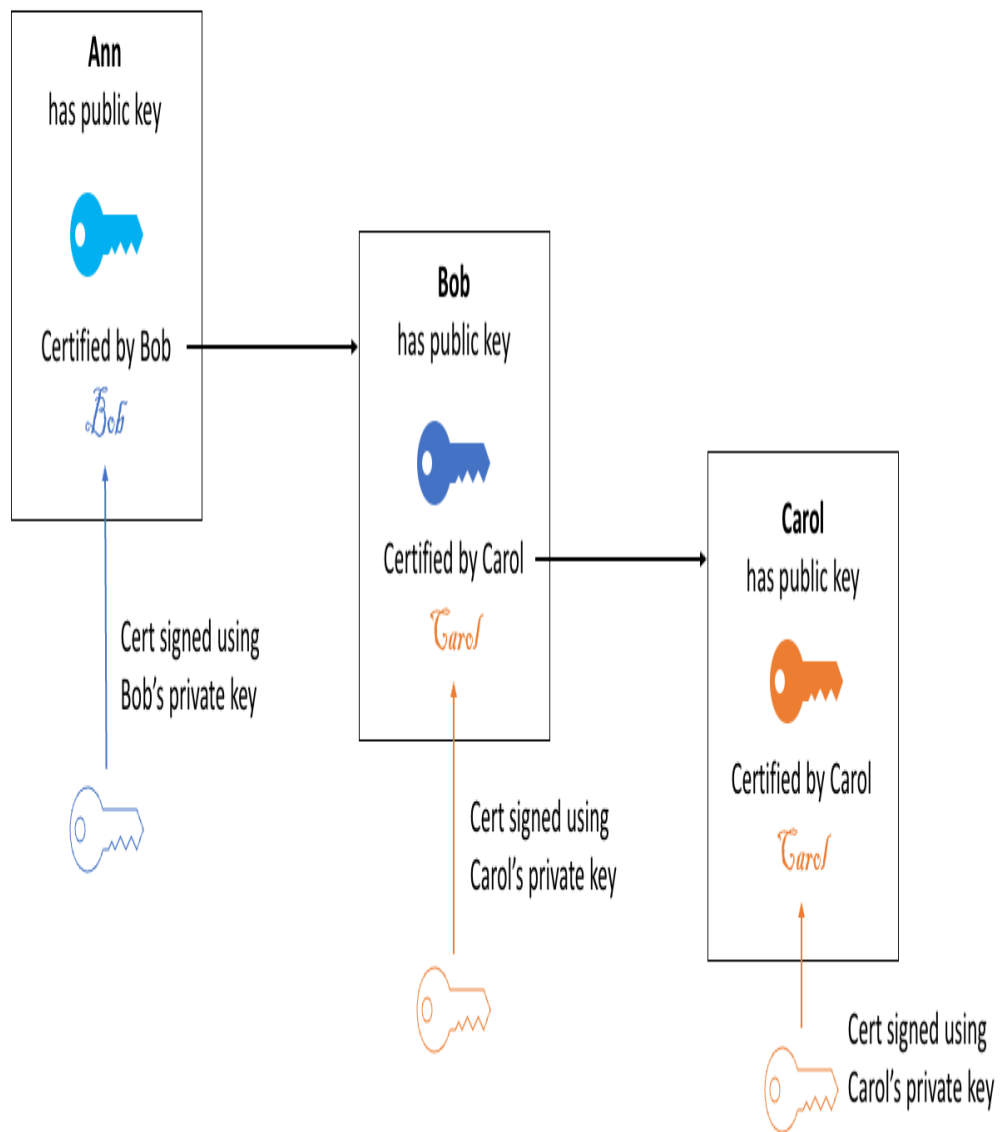 Ann
has public key
Certified by Bob
Bob
Cert signed using
Bob’s private key
Bob
has public key
Certified by Carol
Carol
Cert signed using
Carol’s private key
Carol
has public key
Certified by Carol
Carol
Cert signed using
Carol’s private key